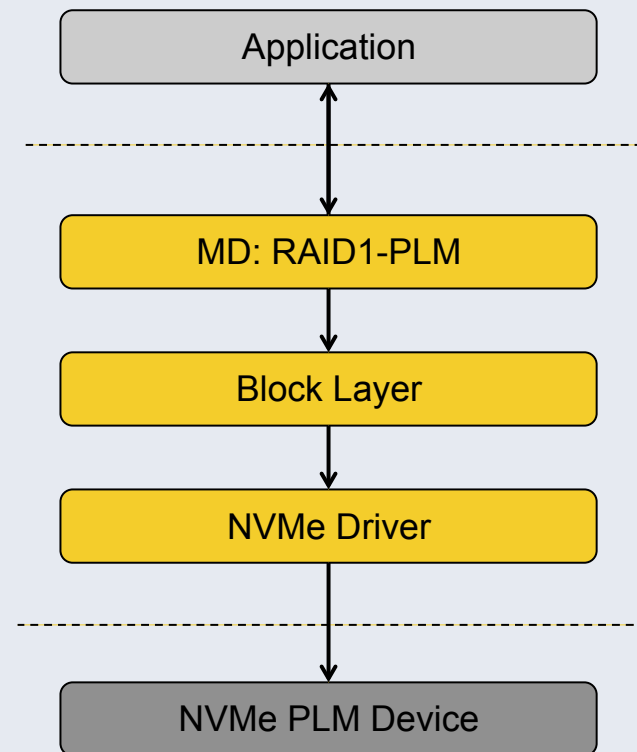 Application
MD: RAID1-PLM
Block Layer
NVMe Driver
NVMe PLM Device